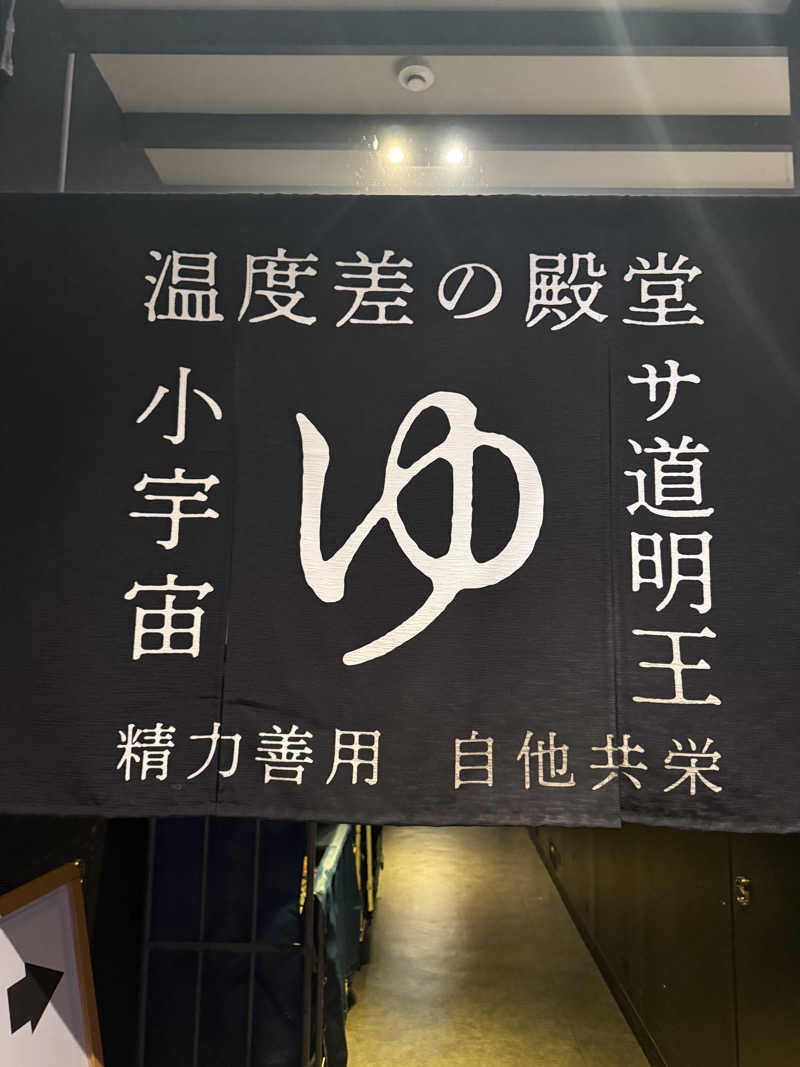 温度差の殿堂
サ道明王
ゆ
小宇宙
精力善用 自他共栄